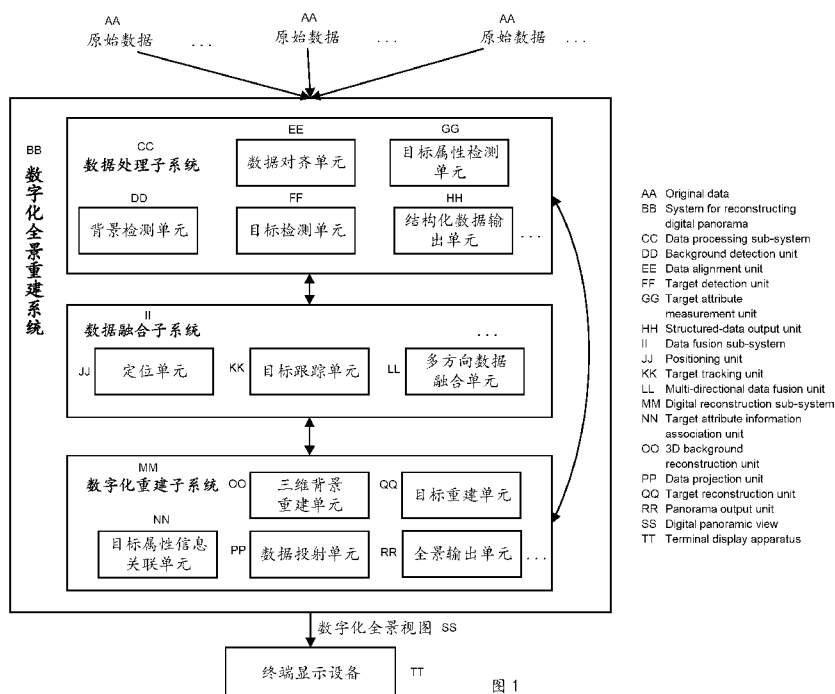 AA AA AA
原始数据 ... 原始数据 ... 原始数据 ...
BB
数字化全景重建系统
CC EE GG
数据处理子系统
数据对齐单元
目标属性检测
单元
DD FF HH
背景检测单元
目标检测单元
结构化数据输
出单元
...
II
数据融合子系统 ...
JJ 定位单元 KK 目标跟踪单元 LL 多方向数据
融合单元
MM
数字化重建子系统
OO 三维背景
重建单元
QQ 目标重建单元
NN
目标属性信息
关联单元
PP 数据投射单元 RR 全景输出单元 ...
数字化全景视图 SS
终端显示设备 TT
图 1
AA Original data
BB System for reconstructing
digital panorama
CC Data processing sub-system
DD Background detection unit
EE Data alignment unit
FF Target detection unit
GG Target attribute
measurement unit
HH Structured-data output unit
II Data fusion sub-system
JJ Positioning unit
KK Target tracking unit
LL Multi-directional data fusion unit
MM Digital reconstruction sub-system
NN Target attribute information
association unit
OO 3D background
reconstruction unit
PP Data projection unit
QQ Target reconstruction unit
RR Panorama output unit
SS Digital panoramic view
TT Terminal display apparatus